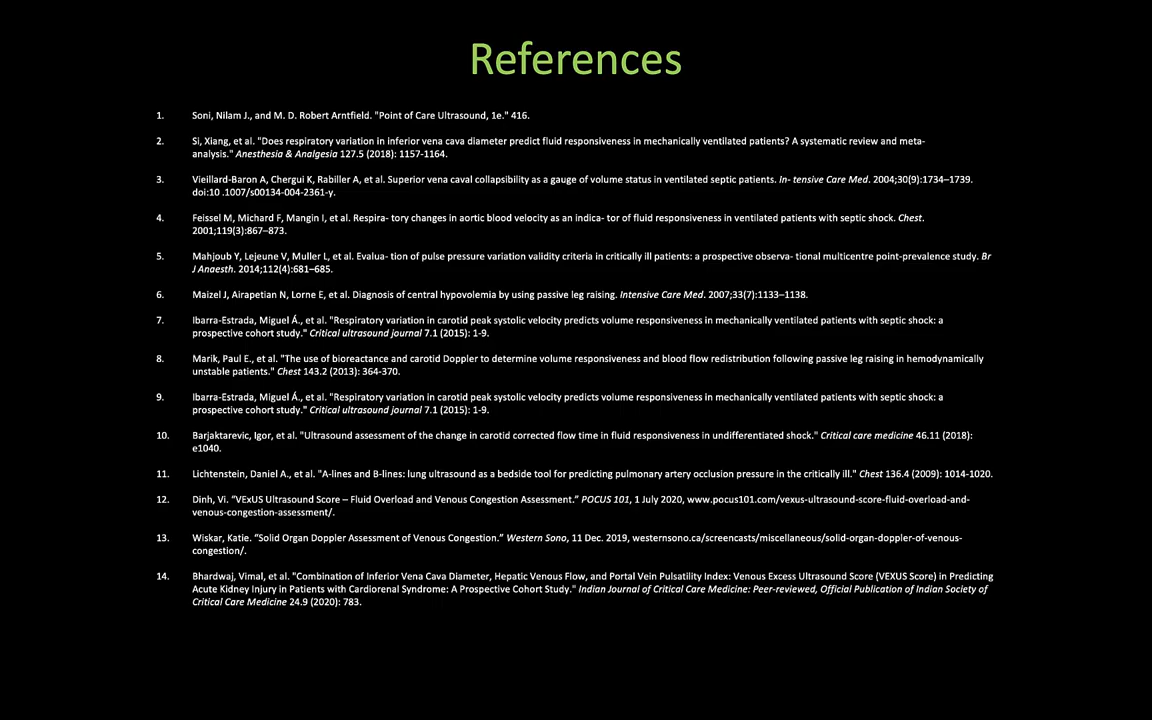 References
1. Soni, Nilam J., and M. D. Robert Arntfield. "Point of Care Ultrasound, 1e." 416.
2. Si, Xiang, et al. "Does respiratory variation in inferior vena cava diameter predict fluid responsiveness in mechanically ventilated patients? A systematic review and meta-
analysis." Anesthesia & Analgesia 127.5 (2018): 1157-1164.
3. Vieillard-Baron A, Chergui K, Rabiller A, et al. Superior vena caval collapsibility as a gauge of volume status in ventilated septic patients. In- tensive Care Med. 2004;30(9):1734–1739.
doi:10 .1007/s00134-004-2361-y.
4. Feissel M, Michard F, Mangin I, et al. Respira- tory changes in aortic blood velocity as an indica- tor of fluid responsiveness in ventilated patients with septic shock. Chest.
2001;119(3):867–873.
5. Mahjoub Y, Lejeune V, Muller L, et al. Evalua- tion of pulse pressure variation validity criteria in critically ill patients: a prospective observa- tional multicentre point-prevalence study. Br
J Anaesth. 2014;112(4):681–685.
6. Maizel J, Airapetian N, Lorne E, et al. Diagnosis of central hypovolemia by using passive leg raising. Intensive Care Med. 2007;33(7):1133–1138.
7. Ibarra-Estrada, Miguel Á., et al. "Respiratory variation in carotid peak systolic velocity predicts volume responsiveness in mechanically ventilated patients with septic shock: a
prospective cohort study." Critical ultrasound journal 7.1 (2015): 1-9.
8. Marik, Paul E., et al. "The use of bioreactance and carotid Doppler to determine volume responsiveness and blood flow redistribution following passive leg raising in hemodynamically
unstable patients." Chest 143.2 (2013): 364-370.
9. Ibarra-Estrada, Miguel Á., et al. "Respiratory variation in carotid peak systolic velocity predicts volume responsiveness in mechanically ventilated patients with septic shock: a
prospective cohort study." Critical ultrasound journal 7.1 (2015): 1-9.
10. Barjaktarevic, Igor, et al. "Ultrasound assessment of the change in carotid corrected flow time in fluid responsiveness in undifferentiated shock." Critical care medicine 46.11 (2018):
e1040.
11. Lichtenstein, Daniel A., et al. "A-lines and B-lines: lung ultrasound as a bedside tool for predicting pulmonary artery occlusion pressure in the critically ill." Chest 136.4 (2009): 1014-1020.
12. Dinh, Vi. “VExUS Ultrasound Score – Fluid Overload and Venous Congestion Assessment.” POCUS 101, 1 July 2020, www.pocus101.com/vexus-ultrasound-score-fluid-overload-and-
venous-congestion-assessment/.
13. Wiskar, Katie. “Solid Organ Doppler Assessment of Venous Congestion.” Western Sono, 11 Dec. 2019, westernsono.ca/screencasts/miscellaneous/solid-organ-doppler-of-venous-
congestion/.
14. Bhardwaj, Vimal, et al. "Combination of Inferior Vena Cava Diameter, Hepatic Venous Flow, and Portal Vein Pulsatility Index: Venous Excess Ultrasound Score (VEXUS Score) in Predicting
Acute Kidney Injury in Patients with Cardiorenal Syndrome: A Prospective Cohort Study." Indian Journal of Critical Care Medicine: Peer-reviewed, Official Publication of Indian Society of
Critical Care Medicine 24.9 (2020): 783.